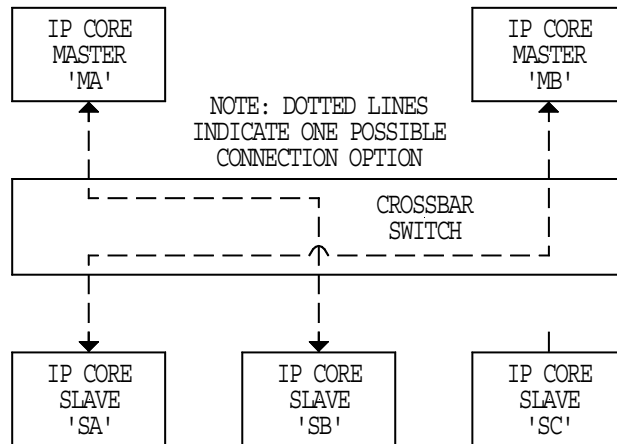 IP CORE
MASTER
'MA'
IP CORE
MASTER
'MB'
NOTE: DOTTED LINES
INDICATE ONE POSSIBLE
CONNECTION OPTION
CROSSBAR
SWITCH
IP CORE
SLAVE
'SA'
IP CORE
SLAVE
'SB'
IP CORE
SLAVE
'SC'